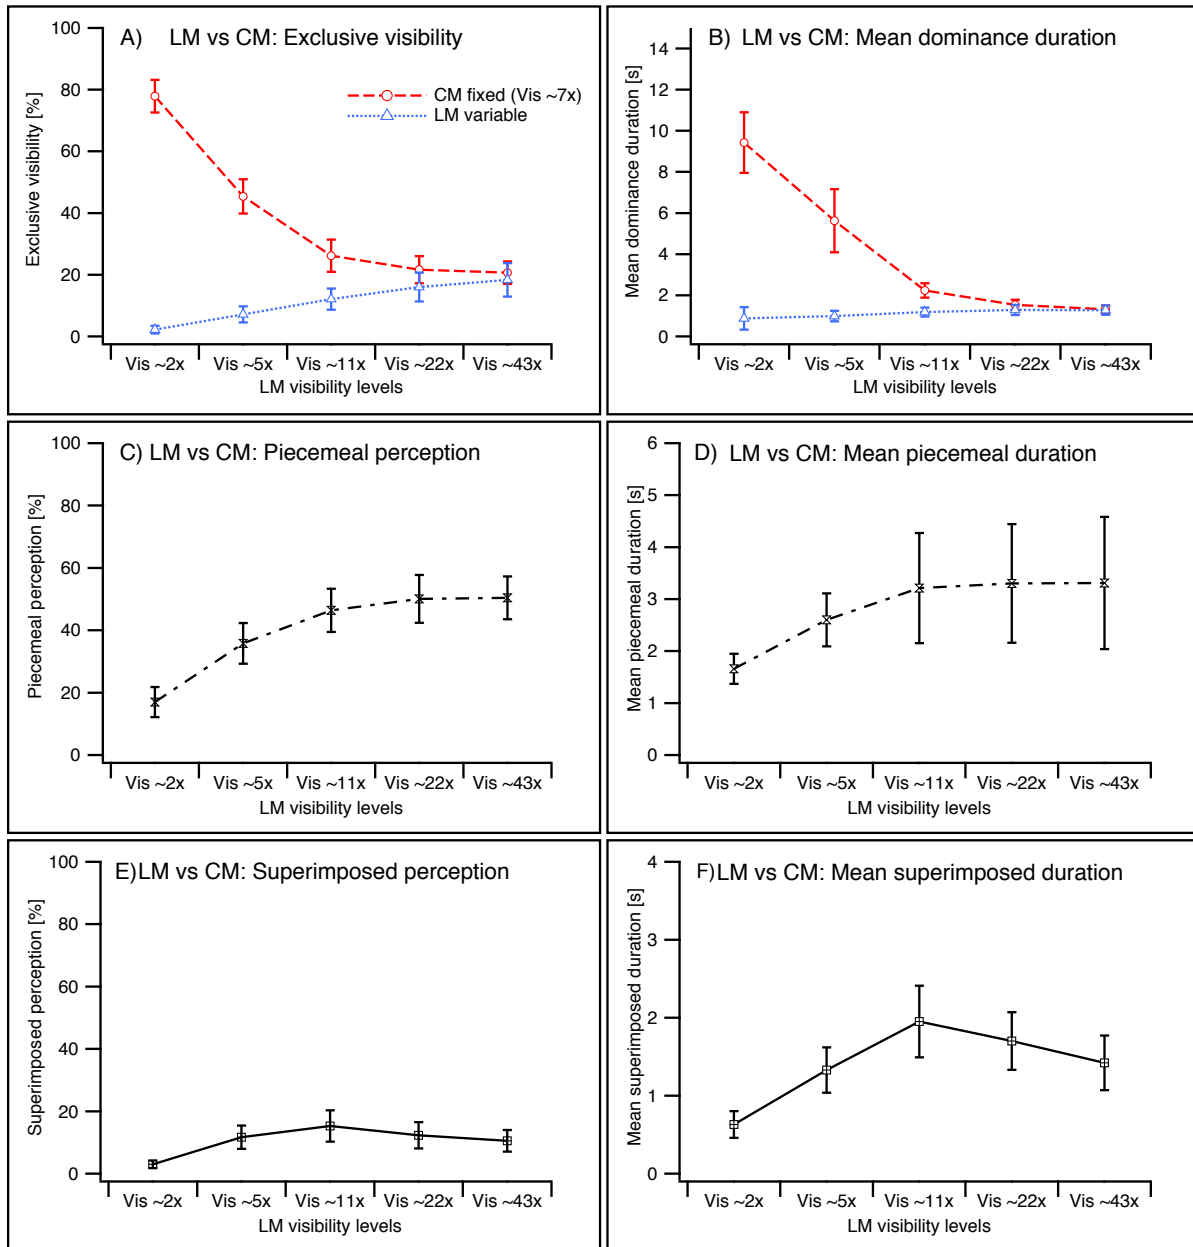 A) LM vs CM: Exclusive visibility
Exclusive visibility [%]
100
80
60
40
20
0
CM fixed (Vis ~7x)
LM variable
Vis ~2x Vis ~5x Vis ~11x Vis ~22x Vis ~43x
LM visibility levels
B) LM vs CM: Mean dominance duration
Mean dominance duration [s]
14
12
10
8
6
4
2
0
Vis ~2x Vis ~5x Vis ~11x Vis ~22x Vis ~43x
LM visibility levels
C) LM vs CM: Piecemeal perception
Piecemeal perception [%]
100
80
60
40
20
0
Vis ~2x Vis ~5x Vis ~11x Vis ~22x Vis ~43x
LM visibility levels
D) LM vs CM: Mean piecemeal duration
Mean piecemeal duration [s]
6
5
4
3
2
1
0
Vis ~2x Vis ~5x Vis ~11x Vis ~22x Vis ~43x
LM visibility levels
E) LM vs CM: Superimposed perception
Superimposed perception [%]
100
80
60
40
20
0
Vis ~2x Vis ~5x Vis ~11x Vis ~22x Vis ~43x
LM visibility levels
F) LM vs CM: Mean superimposed duration
Mean superimposed duration [s]
4
3
2
1
0
Vis ~2x Vis ~5x Vis ~11x Vis ~22x Vis ~43x
LM visibility levels